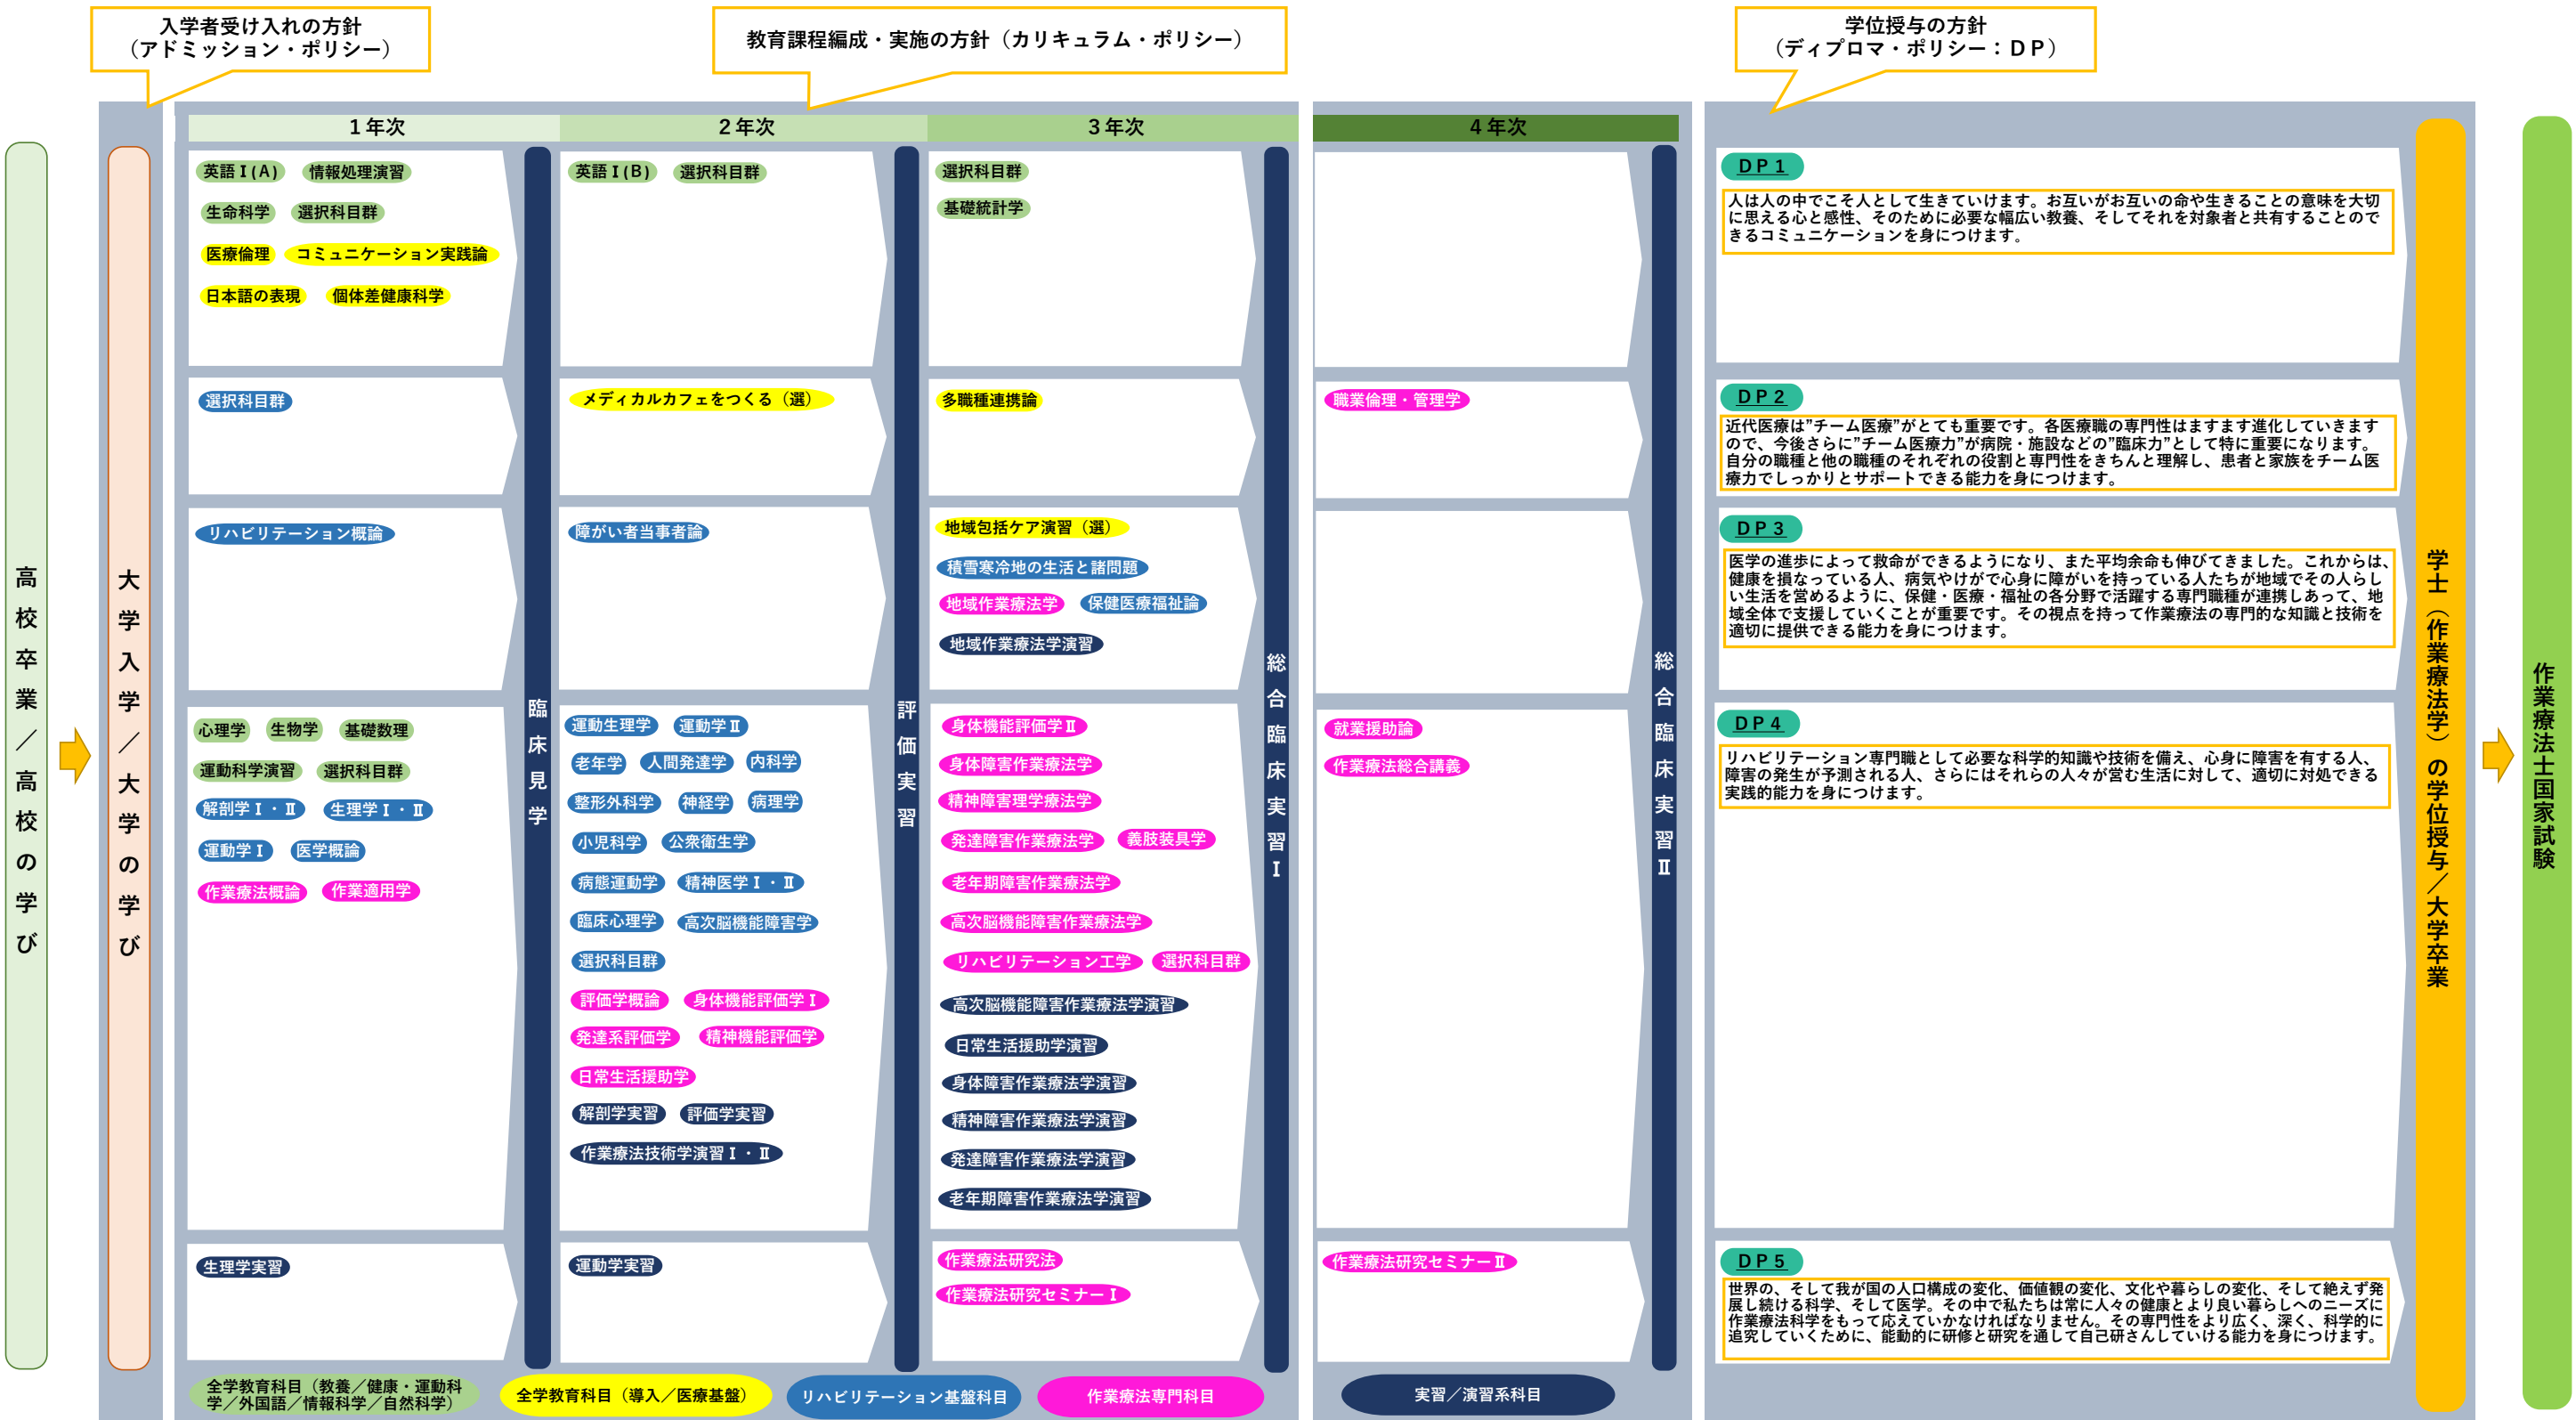 入学者受け入れの方針
（アドミッション・ポリシー）
教育課程編成・実施の方針（カリキュラム・ポリシー）
学位授与の方針
（ディプロマ・ポリシー：ＤＰ）
高校卒業／高校の学び
大学入学／大学の学び
１年次
２年次
３年次
４年次
英語Ⅰ(Ａ)
情報処理演習
生命科学
選択科目群
医療倫理
コミュニケーション実践論
日本語の表現
個体差健康科学
英語Ⅰ(Ｂ)
選択科目群
選択科目群
基礎統計学
ＤＰ１
人は人の中でこそ人として生きていけます。お互いがお互いの命や生きることの意味を大切
に思える心と感性、そのために必要な幅広い教養、そしてそれを対象者と共有することので
きるコミュニケーションを身につけます。
選択科目群
メディカルカフェをつくる（選）
多職種連携論
職業倫理・管理学
ＤＰ２
近代医療は”チーム医療”がとても重要です。各医療職の専門性はますます進化していきます
ので、今後さらに”チーム医療力”が病院・施設などの”臨床力”として特に重要になります。
自分の職種と他の職種のそれぞれの役割と専門性をきちんと理解し、患者と家族をチーム医
療力でしっかりとサポートできる能力を身につけます。
リハビリテーション概論
障がい者当事者論
地域包括ケア演習（選）
積雪寒冷地の生活と諸問題
地域作業療法学
保健医療福祉論
地域作業療法学演習
ＤＰ３
医学の進歩によって救命ができるようになり、また平均余命も伸びてきました。これからは、
健康を損なっている人、病気やけがで心身に障がいを持っている人たちが地域でその人らし
い生活を営めるように、保健・医療・福祉の各分野で活躍する専門職種が連携しあって、地
域全体で支援していくことが重要です。その視点を持って作業療法の専門的な知識と技術を
適切に提供できる能力を身につけます。
心理学
生物学
基礎数理
運動科学演習
選択科目群
解剖学Ⅰ・Ⅱ
生理学Ⅰ・Ⅱ
運動学Ⅰ
医学概論
作業療法概論
作業適用学
臨床見学
運動生理学
運動学Ⅱ
老年学
人間発達学
内科学
整形外科学
神経学
病理学
小児科学
公衆衛生学
病態運動学
精神医学Ⅰ・Ⅱ
臨床心理学
高次脳機能障害学
選択科目群
評価学概論
身体機能評価学Ⅰ
発達系評価学
精神機能評価学
日常生活援助学
解剖学実習
評価学実習
作業療法技術学演習Ⅰ・Ⅱ
評価実習
身体機能評価学Ⅱ
身体障害作業療法学
精神障害理学療法学
発達障害作業療法学
義肢装具学
老年期障害作業療法学
高次脳機能障害作業療法学
リハビリテーション工学
選択科目群
高次脳機能障害作業療法学演習
日常生活援助学演習
身体障害作業療法学演習
精神障害作業療法学演習
発達障害作業療法学演習
老年期障害作業療法学演習
総合臨床実習Ⅰ
就業援助論
作業療法総合講義
総合臨床実習Ⅱ
ＤＰ４
リハビリテーション専門職として必要な科学的知識や技術を備え、心身に障害を有する人、
障害の発生が予測される人、さらにはそれらの人々が営む生活に対して、適切に対処できる
実践的能力を身につけます。
生理学実習
運動学実習
作業療法研究法
作業療法研究セミナーⅠ
作業療法研究セミナーⅡ
ＤＰ５
世界の、そして我が国の人口構成の変化、価値観の変化、文化や暮らしの変化、そして絶えず発
展し続ける科学、そして医学。その中で私たちは常に人々の健康とより良い暮らしへのニーズに
作業療法科学をもって応えていかなければなりません。その専門性をより広く、深く、科学的に
追究していくために、能動的に研修と研究を通して自己研さんしていける能力を身につけます。
学士（作業療法学）の学位授与／大学卒業
作業療法士国家試験
全学教育科目（教養／健康・運動科
学／外国語／情報科学／自然科学）
全学教育科目（導入／医療基盤）
リハビリテーション基盤科目
作業療法専門科目
実習／演習系科目